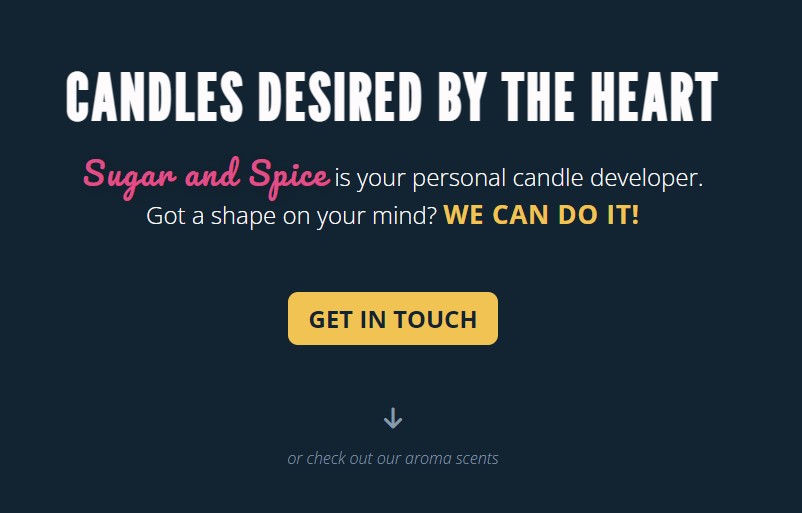 CANDLES DESIRED BY THE HEART
Sugar and Spice is your personal candle developer.
Got a shape on your mind? WE CAN DO IT!
GET IN TOUCH
or check out our aroma scents